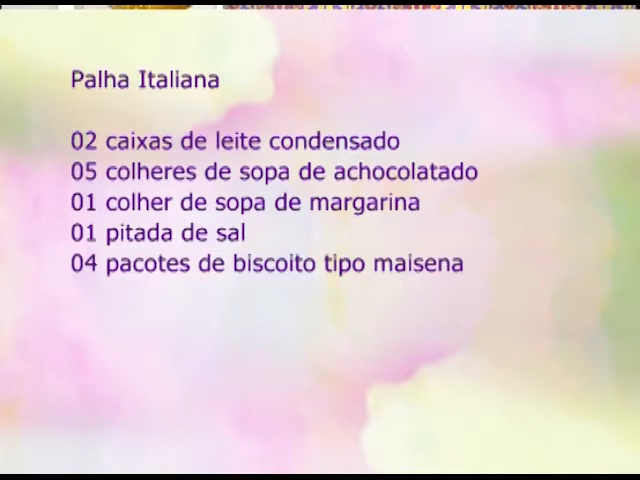 Palha Italiana
02 caixas de leite condensado
05 colheres de sopa de achocolatado
01 colher de sopa de margarina
01 pitada de sal
04 pacotes de biscoito tipo maisena